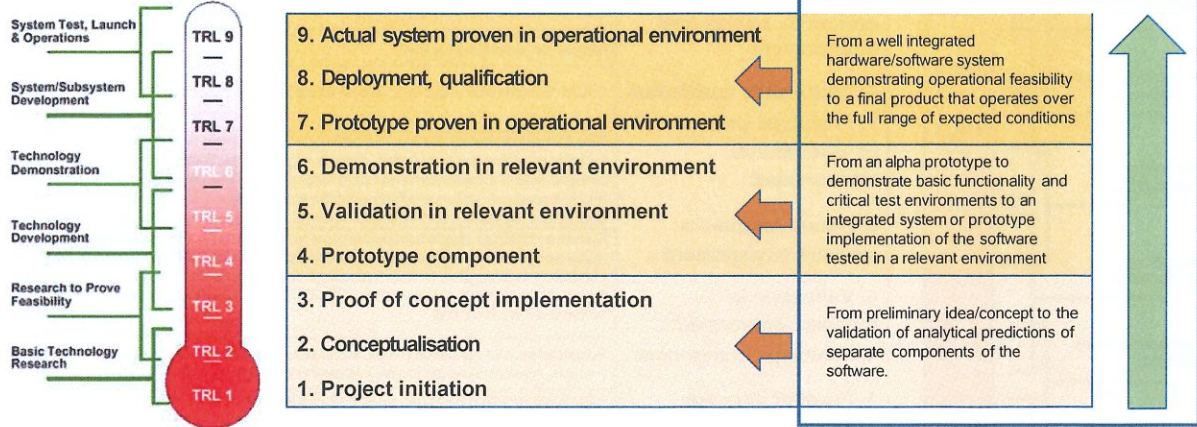 System Test, Launch
& Operations
System/Subsystem
Development
Technology
Demonstration
Technology
Development
Research to Prove
Feasibility
Basic Technology
Research
TRL 9
TRL 8
TRL 7
TRL 6
TRL 5
TRL 4
TRL 3
TRL 2
TRL 1
9. Actual system proven in operational environment
8. Deployment, qualification
7. Prototype proven in operational environment
6. Demonstration in relevant environment
5. Validation in relevant environment
4. Prototype component
3. Proof of concept implementation
2. Conceptualisation
1. Project initiation
From a well integrated
hardware/software system
demonstrating operational feasibility
to a final product that operates over
the full range of expected conditions
From an alpha prototype to
demonstrate basic functionality and
critical test environments to an
integrated system or prototype
implementation of the software
tested in a relevant environment
From preliminary idea/concept to the
validation of analytical predictions of
separate components of the
software.